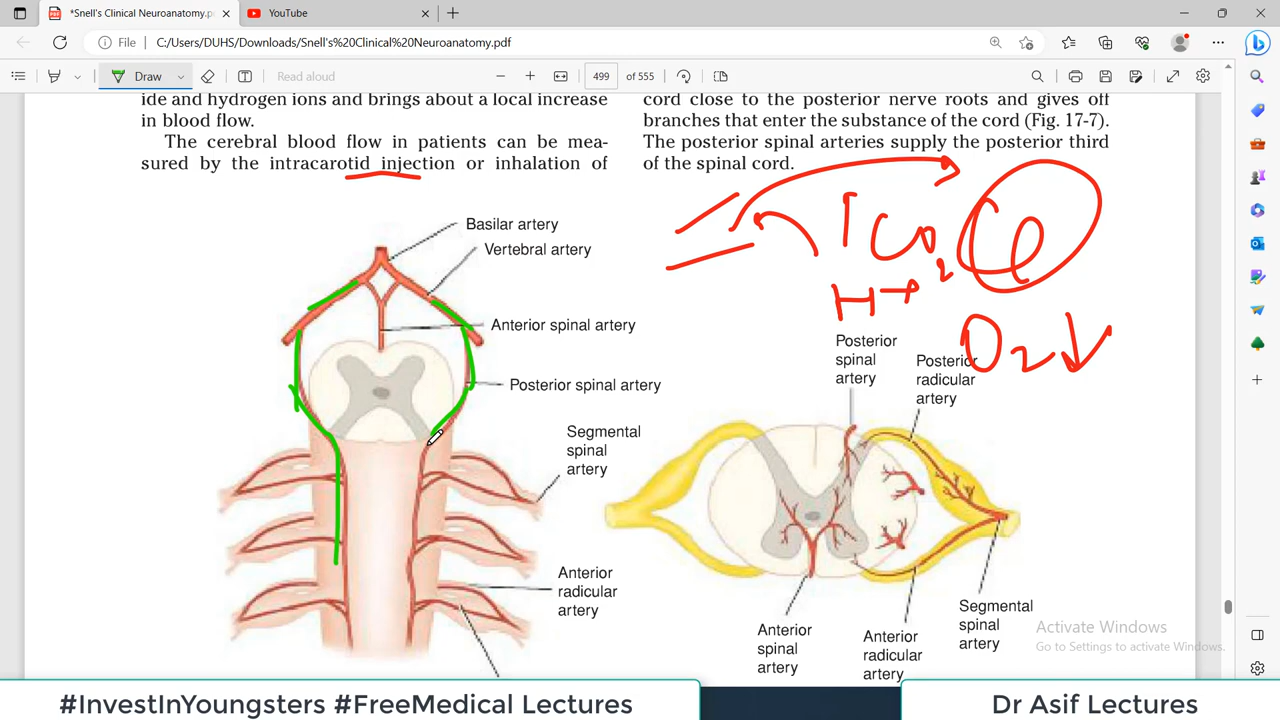 *Snell's Clinical Neuroanatomy.p
YouTube
File
C:/Users/DUHS/Downloads/Snell's%20Clinical%20Neuroanatomy.pdf
Draw
Read aloud
499 of 555
ide and hydrogen ions and brings about a local increase
in blood flow.
The cerebral blood flow in patients can be mea-
sured by the intracarotid injection or inhalation of
cord close to the posterior nerve roots and gives off
branches that enter the substance of the cord (Fig. 17-7).
The posterior spinal arteries supply the posterior third
of the spinal cord.
CO2
H+
O2↓
Basilar artery
Vertebral artery
Anterior spinal artery
Posterior spinal artery
Segmental
spinal
artery
Anterior
radicular
artery
Posterior
spinal
artery
Posterior
radicular
artery
Anterior
spinal
artery
Anterior
radicular
artery
Segmental
spinal
artery
Activate Windows
Go to Settings to activate Windows.
#InvestInYoungsters #FreeMedical Lectures
Dr Asif Lectures